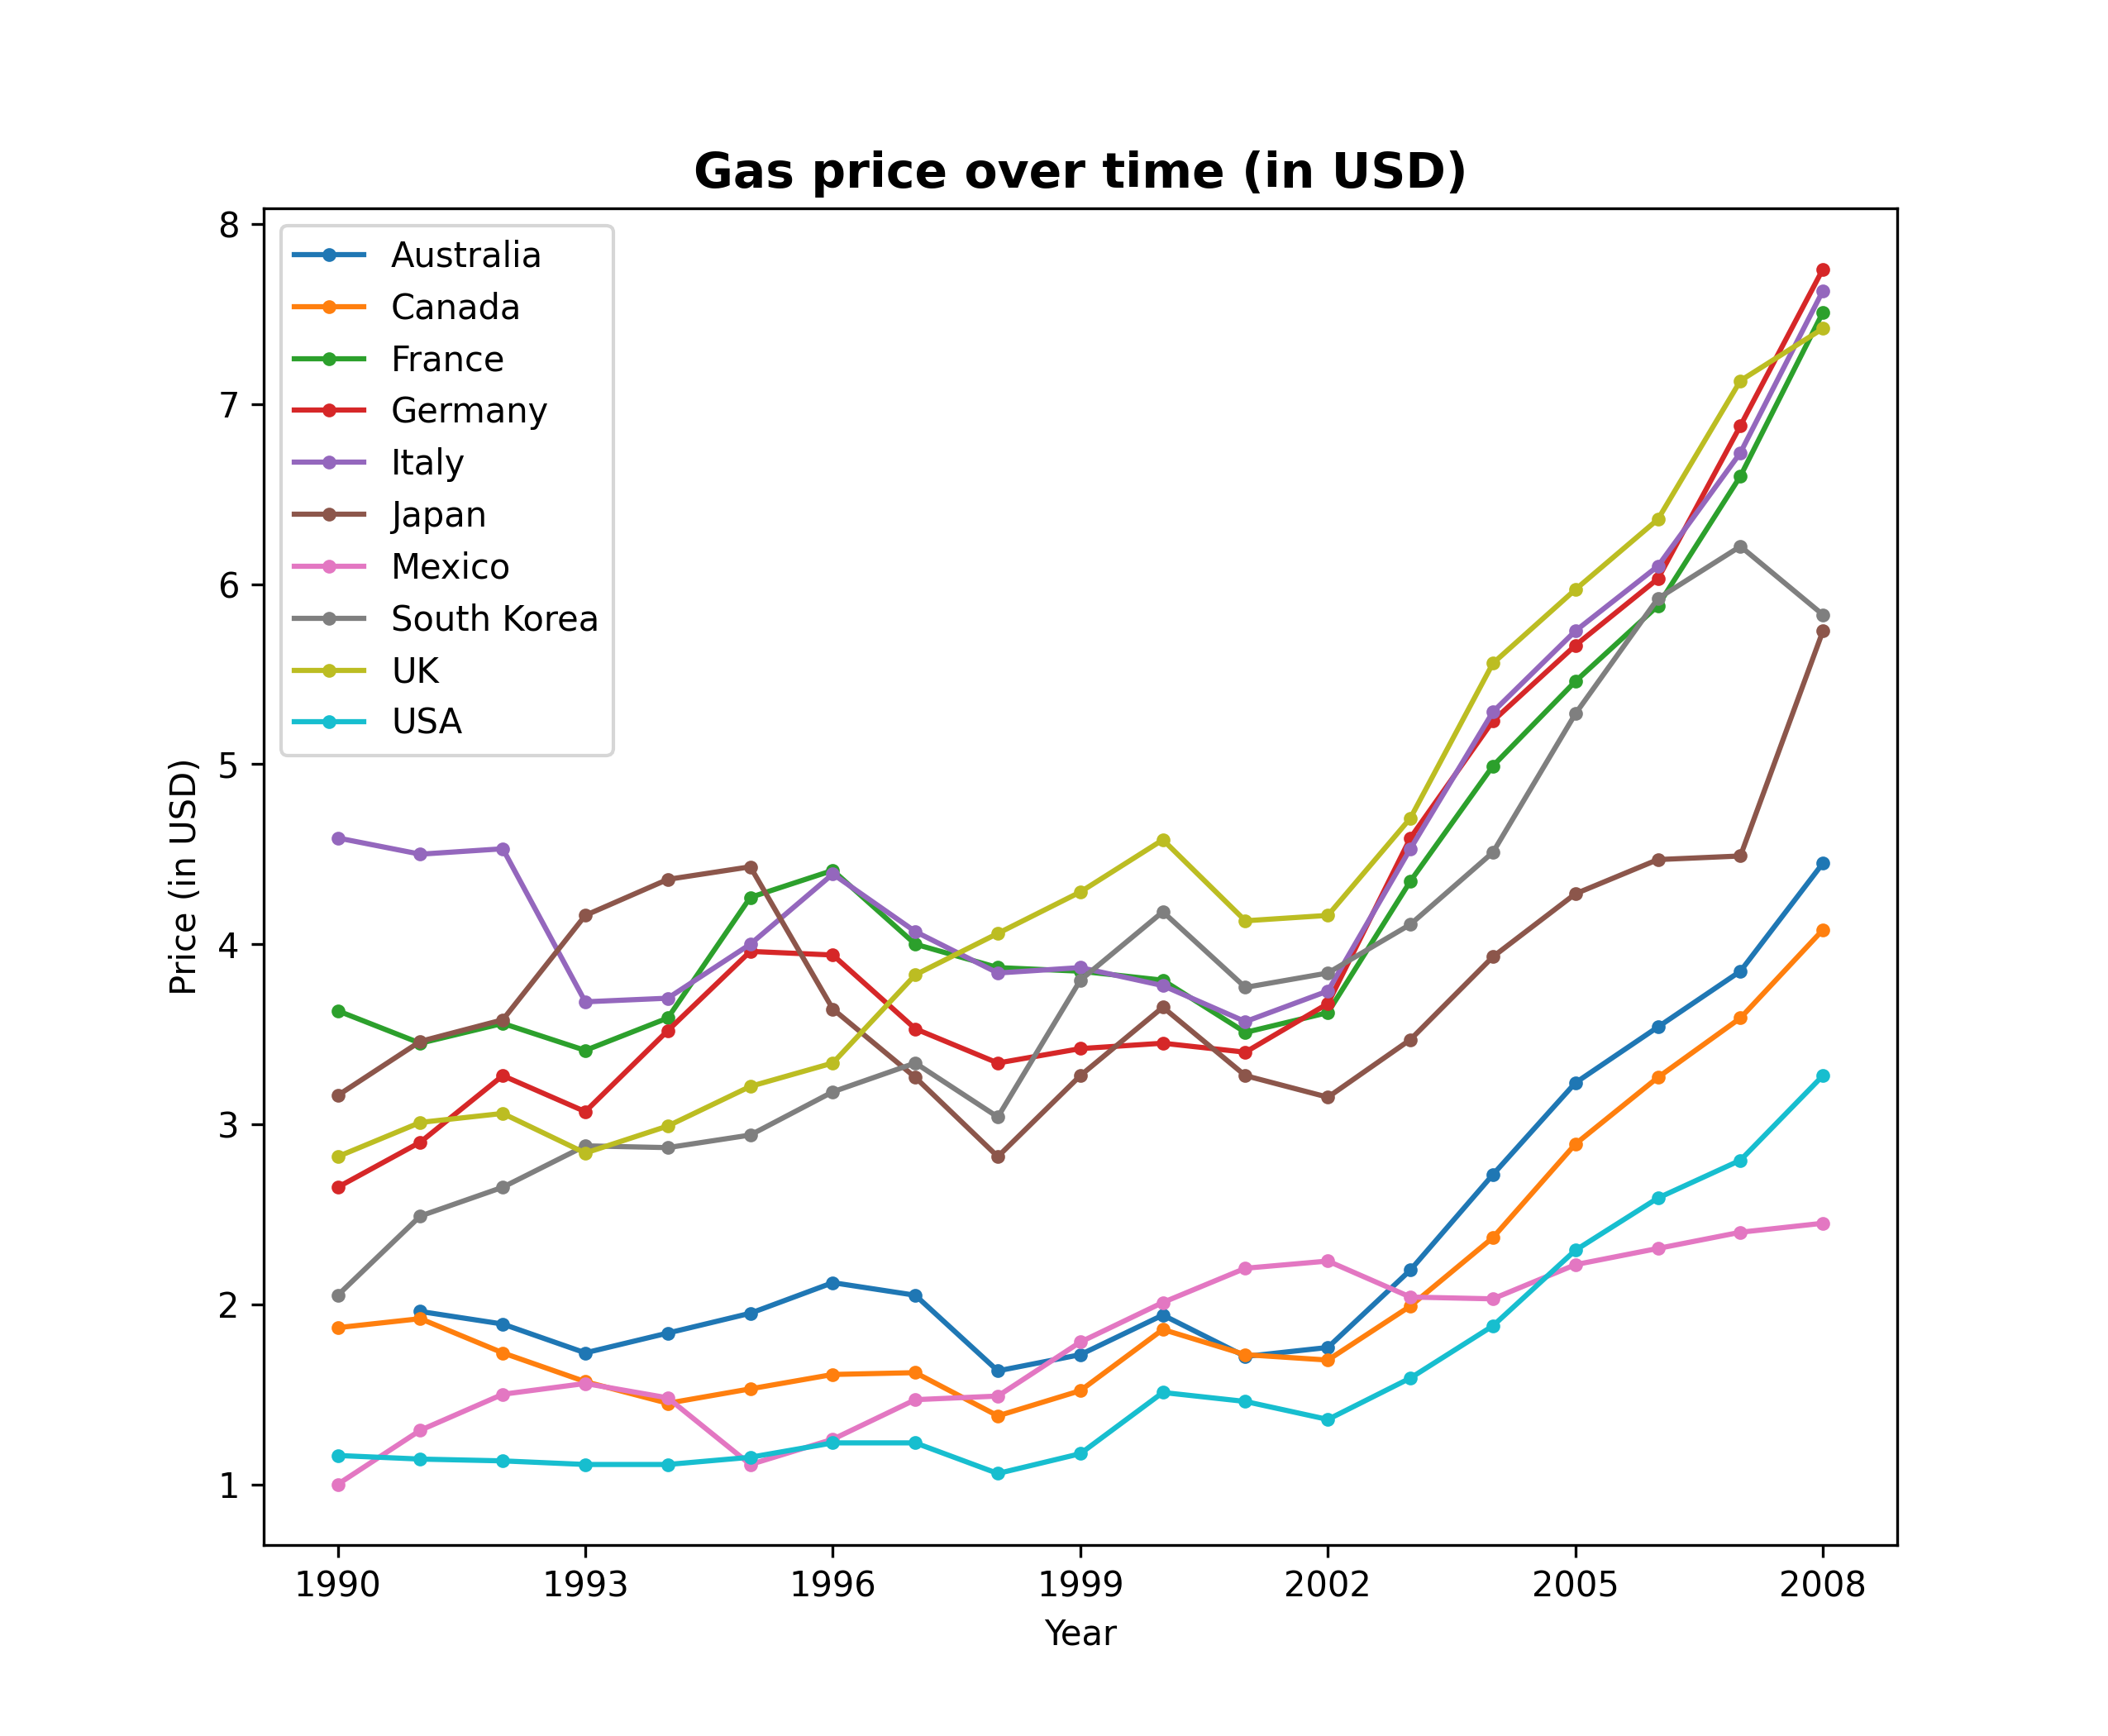 Gas price over time (in USD)
8
7
6
5
4
3
2
1
Price (in USD)
Australia
Canada
France
Germany
Italy
Japan
Mexico
South Korea
UK
USA
1990 1993 1996 1999 2002 2005 2008
Year